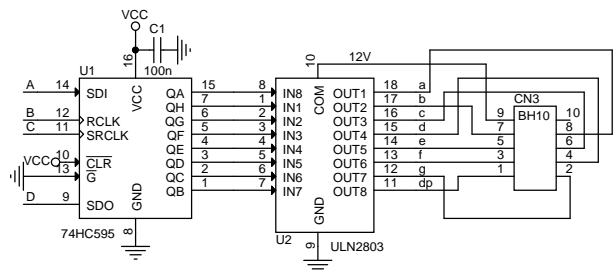 VCC
C1
100n
16
U1
VCC
A 14 SDI
B 12 RCLK
C 11 SRCLK
VCC 10 CLR
13 G
D 9 SDO
GND
8
74HC595
QA 15
QH 7
QG 6
QF 5
QE 4
QD 3
QC 2
QB 1
8 IN8
1 IN1
2 IN2
3 IN3
4 IN4
5 IN5
6 IN6
7 IN7
10
COM
12V
OUT1 18 a
OUT2 17 b
OUT3 16 c
OUT4 15 d
OUT5 14 e
OUT6 13 f
OUT7 12 g
OUT8 11 dp
GND
9
U2
ULN2803
CN3
BH10
9 10
7 8
5 6
3 4
1 2